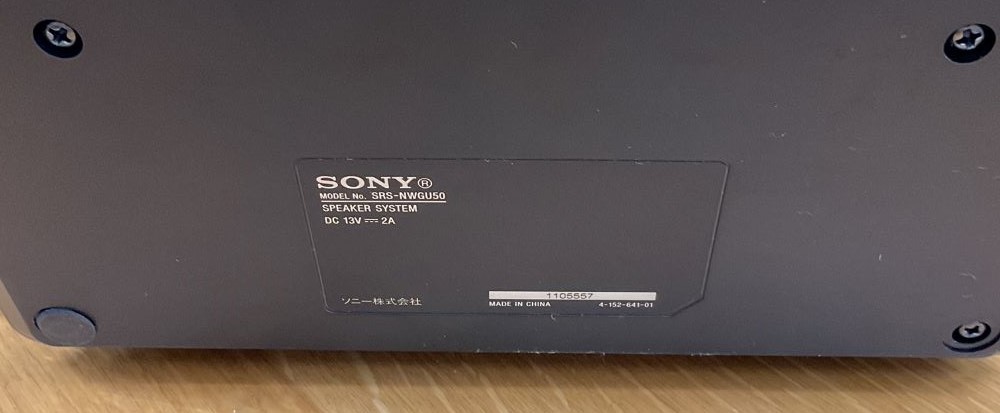 SONY®
MODEL No. SRS-NWGU50
SPEAKER SYSTEM
DC 13V ⎓ 2A
1105557
ソニー株式会社 MADE IN CHINA 4-152-641-01